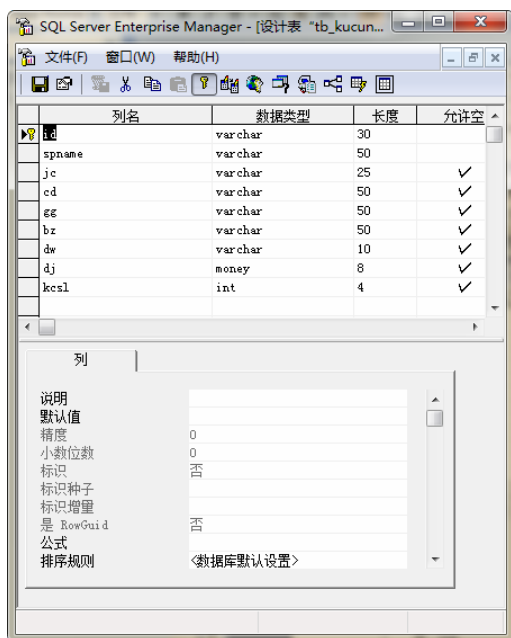 SQL Server Enterprise Manager - [设计表 “tb_kucun...
文件(F) 窗口(W) 帮助(H)
列名 数据类型 长度 允许空
id varchar 30
spname varchar 50
jc varchar 25
cd varchar 50
gg varchar 50
bz varchar 50
dw varchar 10
dj money 8
kcsl int 4
列
说明
默认值
精度 0
小数位数 0
标识 否
标识种子
标识增量
是 RowGuid 否
公式
排序规则 <数据库默认设置>